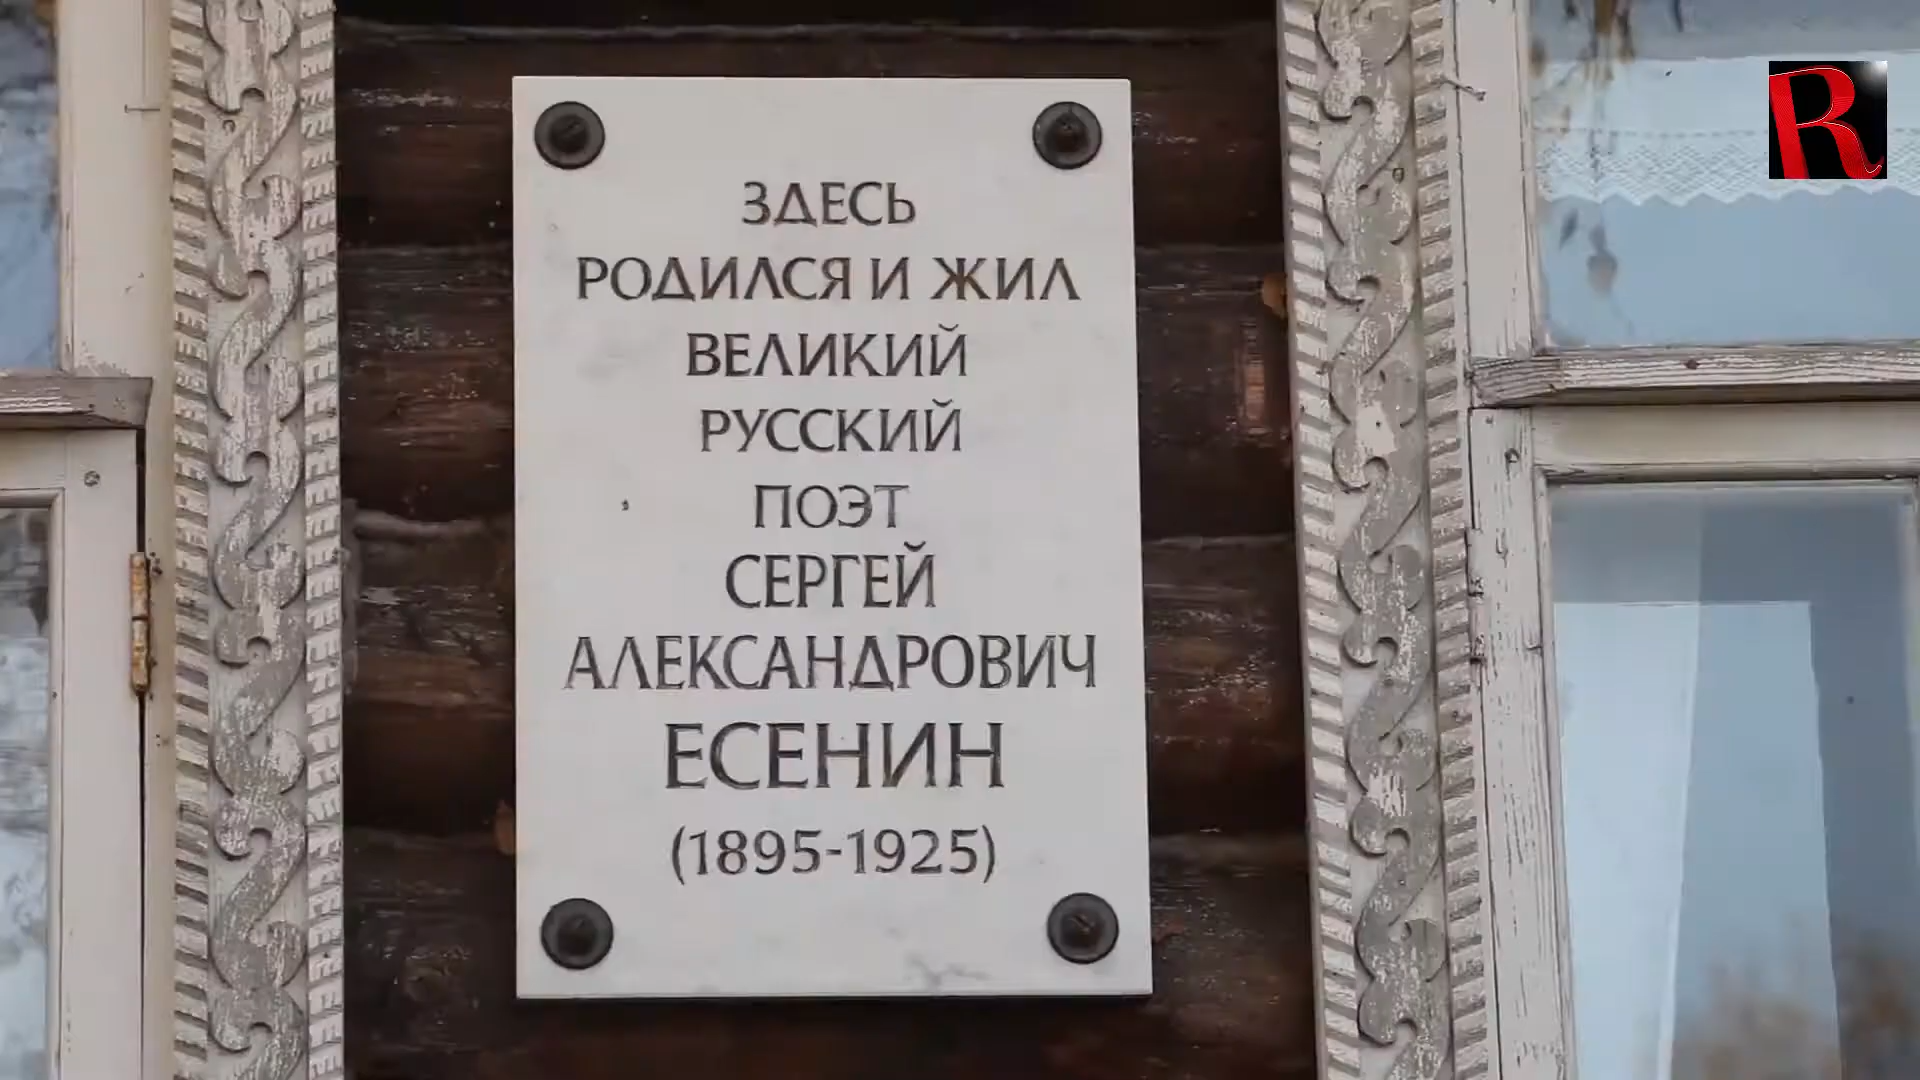 ЗДЕСЬ
РОДИЛСЯ И ЖИЛ
ВЕЛИКИЙ
РУССКИЙ
ПОЭТ
СЕРГЕЙ
АЛЕКСАНДРОВИЧ
ЕСЕНИН
(1895-1925)
R